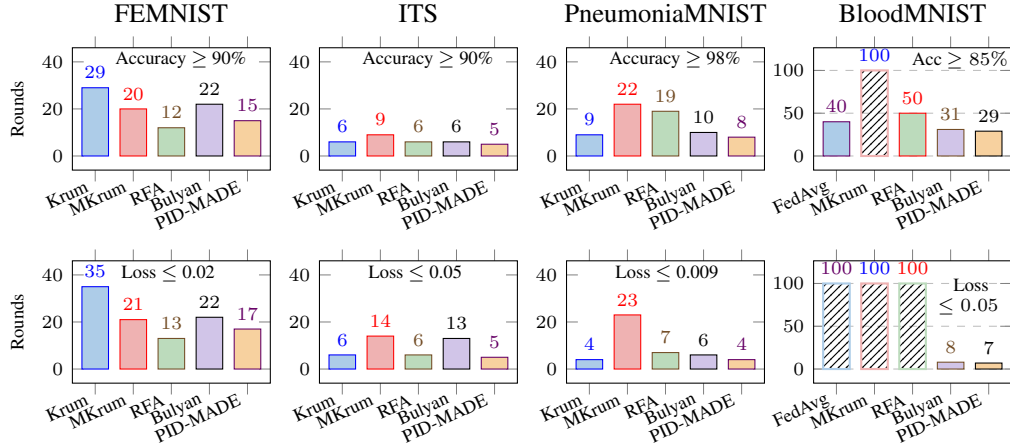 FEMNIST
ITS
PneumoniaMNIST
BloodMNIST
Rounds
40
20
0
Accuracy ≥ 90%
29
20
12
22
15
Krum
MKrum
RFA
Bulyan
PID-MADE
40
20
0
Accuracy ≥ 90%
6
9
6
6
5
Krum
MKrum
RFA
Bulyan
PID-MADE
40
20
0
Accuracy ≥ 98%
9
22
19
10
8
Krum
MKrum
RFA
Bulyan
PID-MADE
100
50
0
Acc ≥ 85%
40
100
50
31
29
FedAvg
MKrum
RFA
Bulyan
PID-MADE
Rounds
40
20
0
Loss ≤ 0.02
35
21
13
22
17
Krum
MKrum
RFA
Bulyan
PID-MADE
40
20
0
Loss ≤ 0.05
6
14
6
13
5
Krum
MKrum
RFA
Bulyan
PID-MADE
40
20
0
Loss ≤ 0.009
4
23
7
6
4
Krum
MKrum
RFA
Bulyan
PID-MADE
100
50
0
Loss
≤ 0.05
100
100
100
8
7
FedAvg
MKrum
RFA
Bulyan
PID-MADE